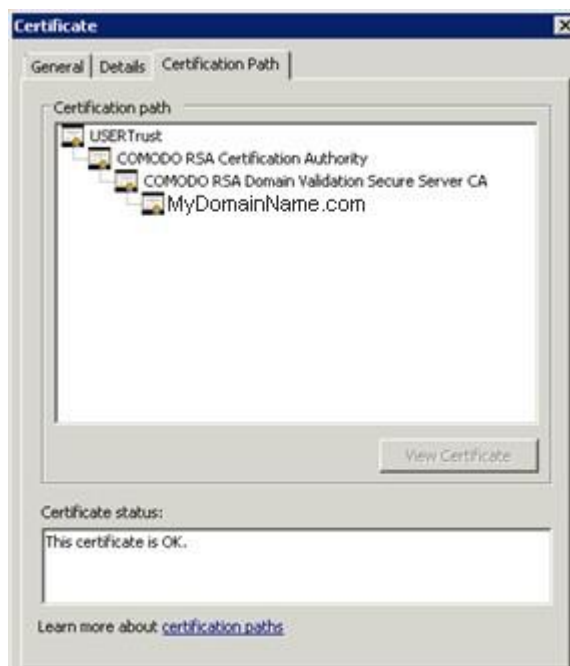 Certificate
General
Details
Certification Path
Certification path
USERTrust
COMODO RSA Certification Authority
COMODO RSA Domain Validation Secure Server CA
MyDomainName.com
View Certificate
Certificate status:
This certificate is OK.
Learn more about certification paths